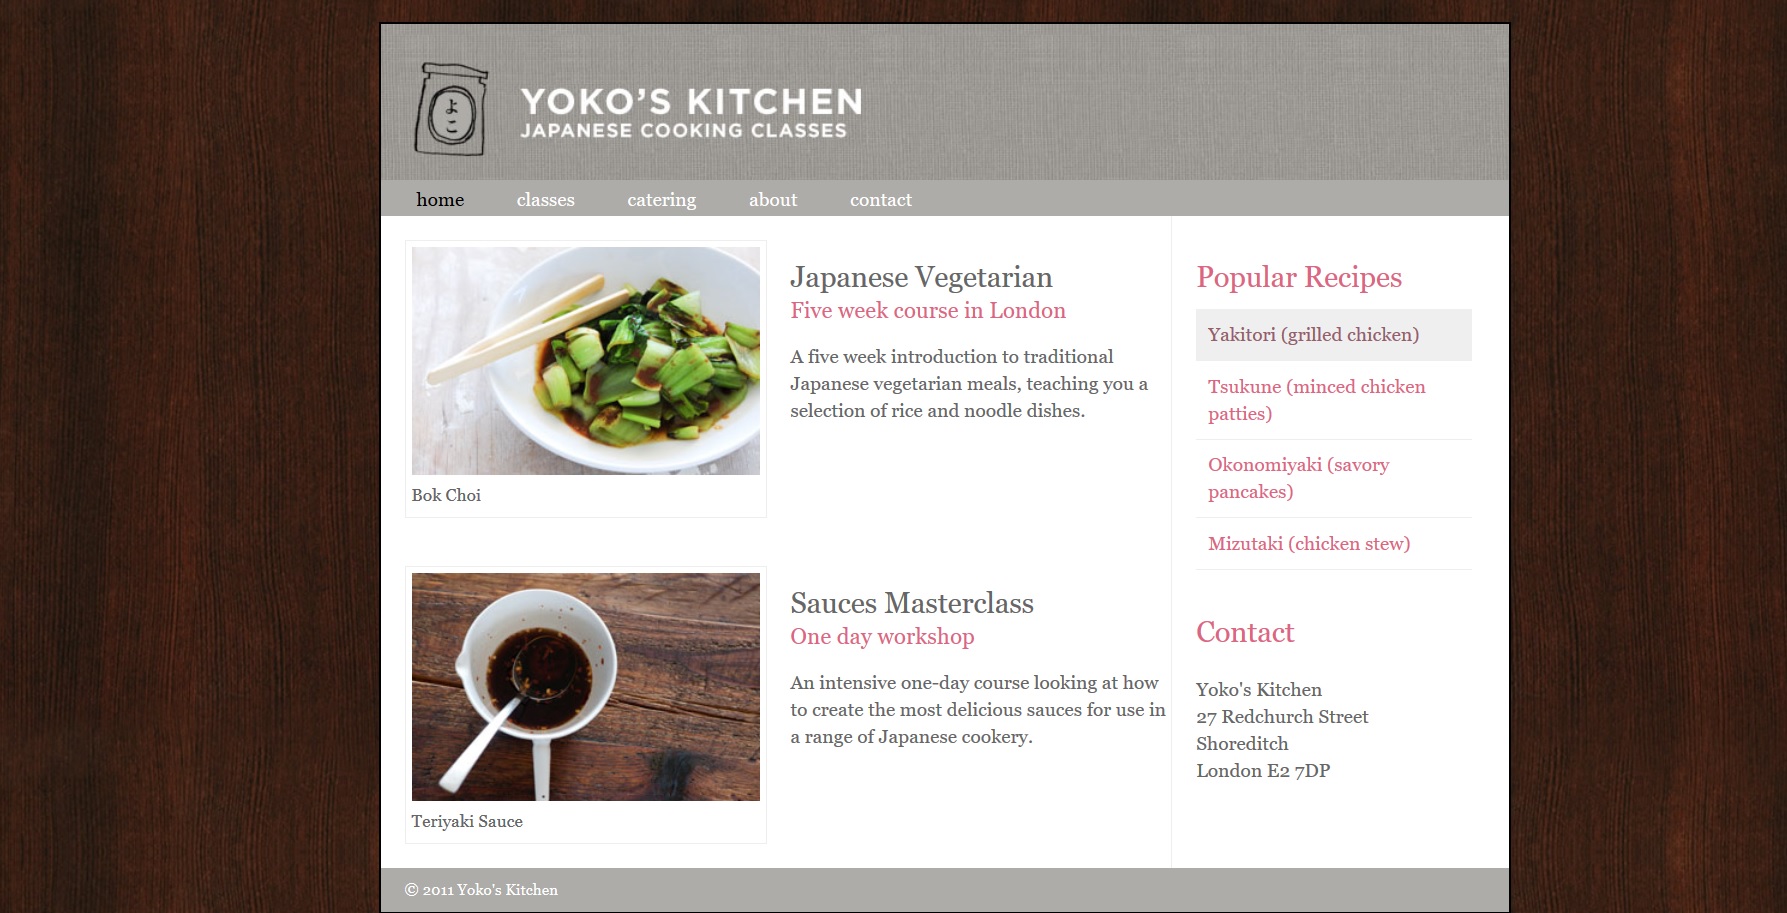 よこ
YOKO'S KITCHEN
JAPANESE COOKING CLASSES
home classes catering about contact
Bok Choi
Japanese Vegetarian
Five week course in London
A five week introduction to traditional
Japanese vegetarian meals, teaching you a
selection of rice and noodle dishes.
Teriyaki Sauce
Sauces Masterclass
One day workshop
An intensive one-day course looking at how
to create the most delicious sauces for use in
a range of Japanese cookery.
Popular Recipes
Yakitori (grilled chicken)
Tsukune (minced chicken
patties)
Okonomiyaki (savory
pancakes)
Mizutaki (chicken stew)
Contact
Yoko's Kitchen
27 Redchurch Street
Shoreditch
London E2 7DP
© 2011 Yoko's Kitchen